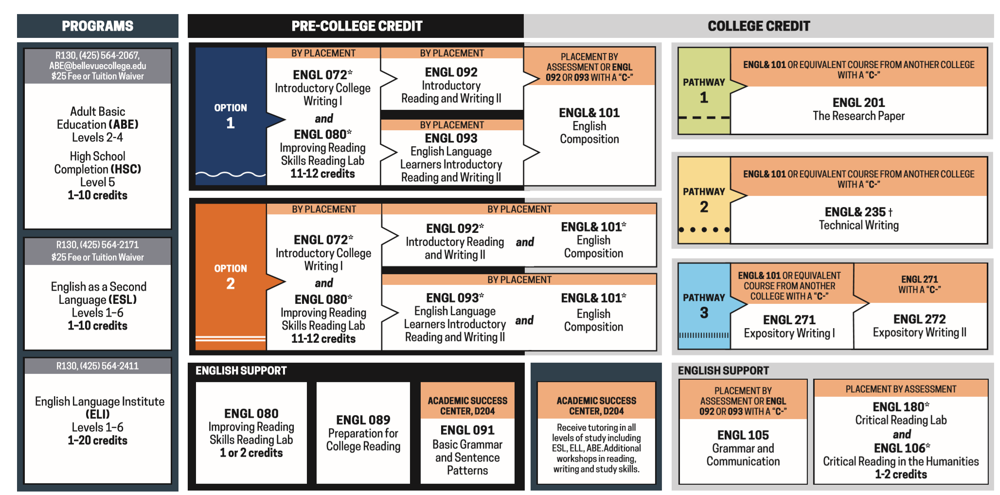 PROGRAMS
R130, (425) 564-2067,
ABE@bellevuecollege.edu
$25 Fee or Tuition Waiver
Adult Basic
Education (ABE)
Levels 2-4
High School
Completion (HSC)
Level 5
1–10 credits
R130, (425) 564-2171
$25 Fee or Tuition Waiver
English as a Second
Language (ESL)
Levels 1–6
1–10 credits
R130, (425) 564-2411
English Language Institute
(ELI)
Levels 1–6
1–20 credits
PRE-COLLEGE CREDIT
COLLEGE CREDIT
OPTION
1
BY PLACEMENT
ENGL 072*
Introductory College
Writing I
and
ENGL 080*
Improving Reading
Skills Reading Lab
11-12 credits
BY PLACEMENT
ENGL 092
Introductory
Reading and Writing II
BY PLACEMENT
ENGL 093
English Language
Learners Introductory
Reading and Writing II
PLACEMENT BY
ASSESSMENT OR ENGL
092 OR 093 WITH A “C-”
ENGL& 101
English
Composition
OPTION
2
BY PLACEMENT
ENGL 072*
Introductory College
Writing I
and
ENGL 080*
Improving Reading
Skills Reading Lab
11-12 credits
BY PLACEMENT
ENGL 092*
Introductory Reading
and Writing II
and
ENGL& 101*
English
Composition
BY PLACEMENT
ENGL 093*
English Language
Learners Introductory
Reading and Writing II
and
ENGL& 101*
English
Composition
ENGLISH SUPPORT
ENGL 080
Improving Reading
Skills Reading Lab
1 or 2 credits
ENGL 089
Preparation for
College Reading
ACADEMIC SUCCESS
CENTER, D204
ENGL 091
Basic Grammar
and Sentence
Patterns
ACADEMIC SUCCESS
CENTER, D204
Receive tutoring in all
levels of study including
ESL, ELL, ABE.Additional
workshops in reading,
writing and study skills.
PATHWAY
1
ENGL& 101 OR EQUIVALENT COURSE FROM ANOTHER COLLEGE
WITH A “C-”
ENGL 201
The Research Paper
PATHWAY
2
ENGL& 101 OR EQUIVALENT COURSE FROM ANOTHER COLLEGE
WITH A “C-”
ENGL& 235 †
Technical Writing
PATHWAY
3
ENGL& 101 OR EQUIVALENT
COURSE FROM ANOTHER
COLLEGE WITH A “C-”
ENGL 271
Expository Writing I
ENGL 271
WITH A “C-”
ENGL 272
Expository Writing II
ENGLISH SUPPORT
PLACEMENT BY
ASSESSMENT OR ENGL
092 OR 093 WITH A “C-”
ENGL 105
Grammar and
Communication
PLACEMENT BY ASSESSMENT
ENGL 180*
Critical Reading Lab
and
ENGL 106*
Critical Reading in the Humanities
1-2 credits